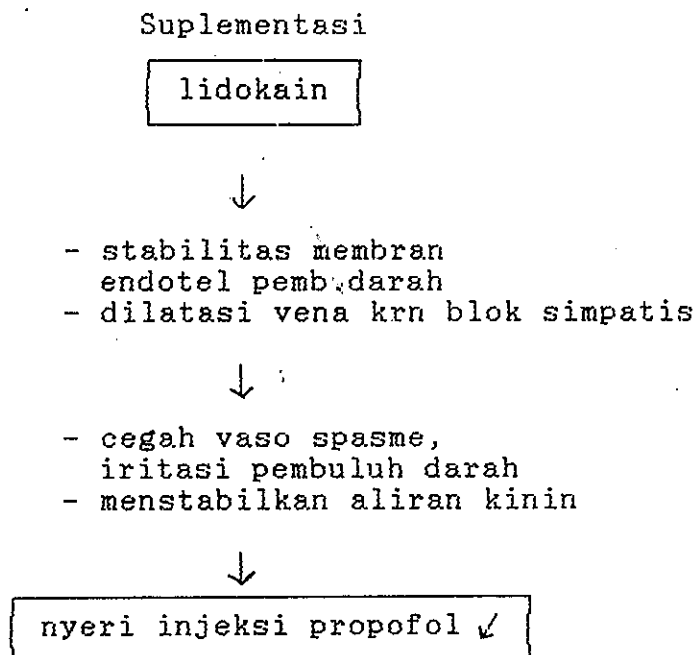 Suplementasi
lidokain
↓
- stabilitas membran
endotel pemb.darah
- dilatasi vena krn blok simpatis
↓
- cegah vaso spasme,
iritasi pembuluh darah
- menstabilkan aliran kinin
↓
nyeri injeksi propofol ↙